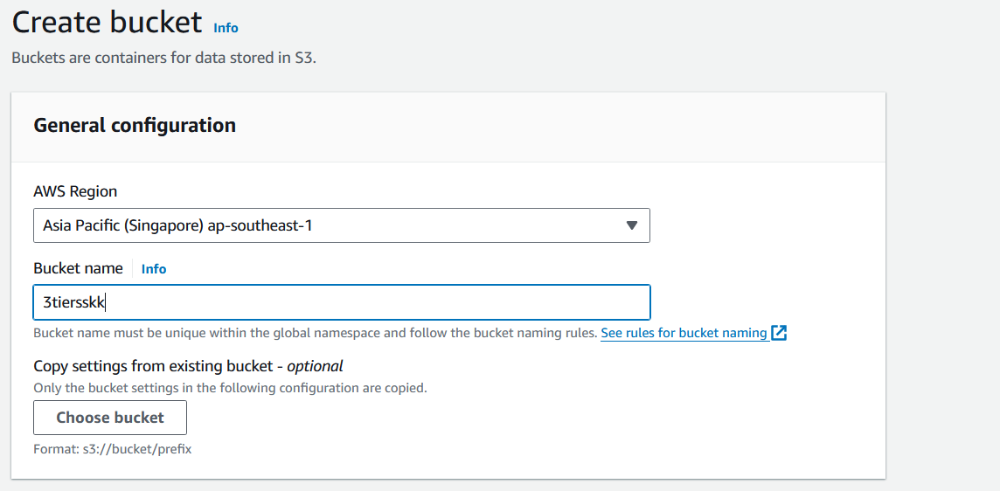 Create bucket Info
Buckets are containers for data stored in S3.
General configuration
AWS Region
Asia Pacific (Singapore) ap-southeast-1
Bucket name Info
3tiersskk
Bucket name must be unique within the global namespace and follow the bucket naming rules. See rules for bucket naming
Copy settings from existing bucket - optional
Only the bucket settings in the following configuration are copied.
Choose bucket
Format: s3://bucket/prefix